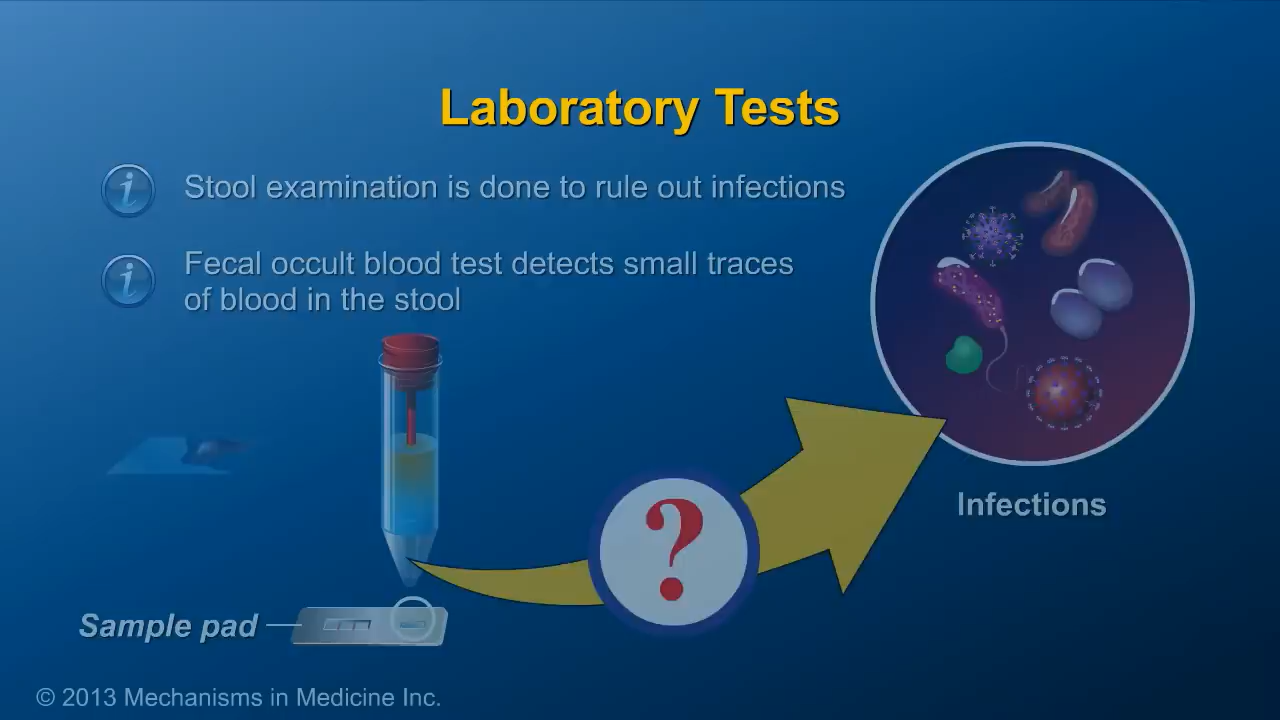 Laboratory Tests
i Stool examination is done to rule out infections
i Fecal occult blood test detects small traces
of blood in the stool
?
Infections
Sample pad
© 2013 Mechanisms in Medicine Inc.